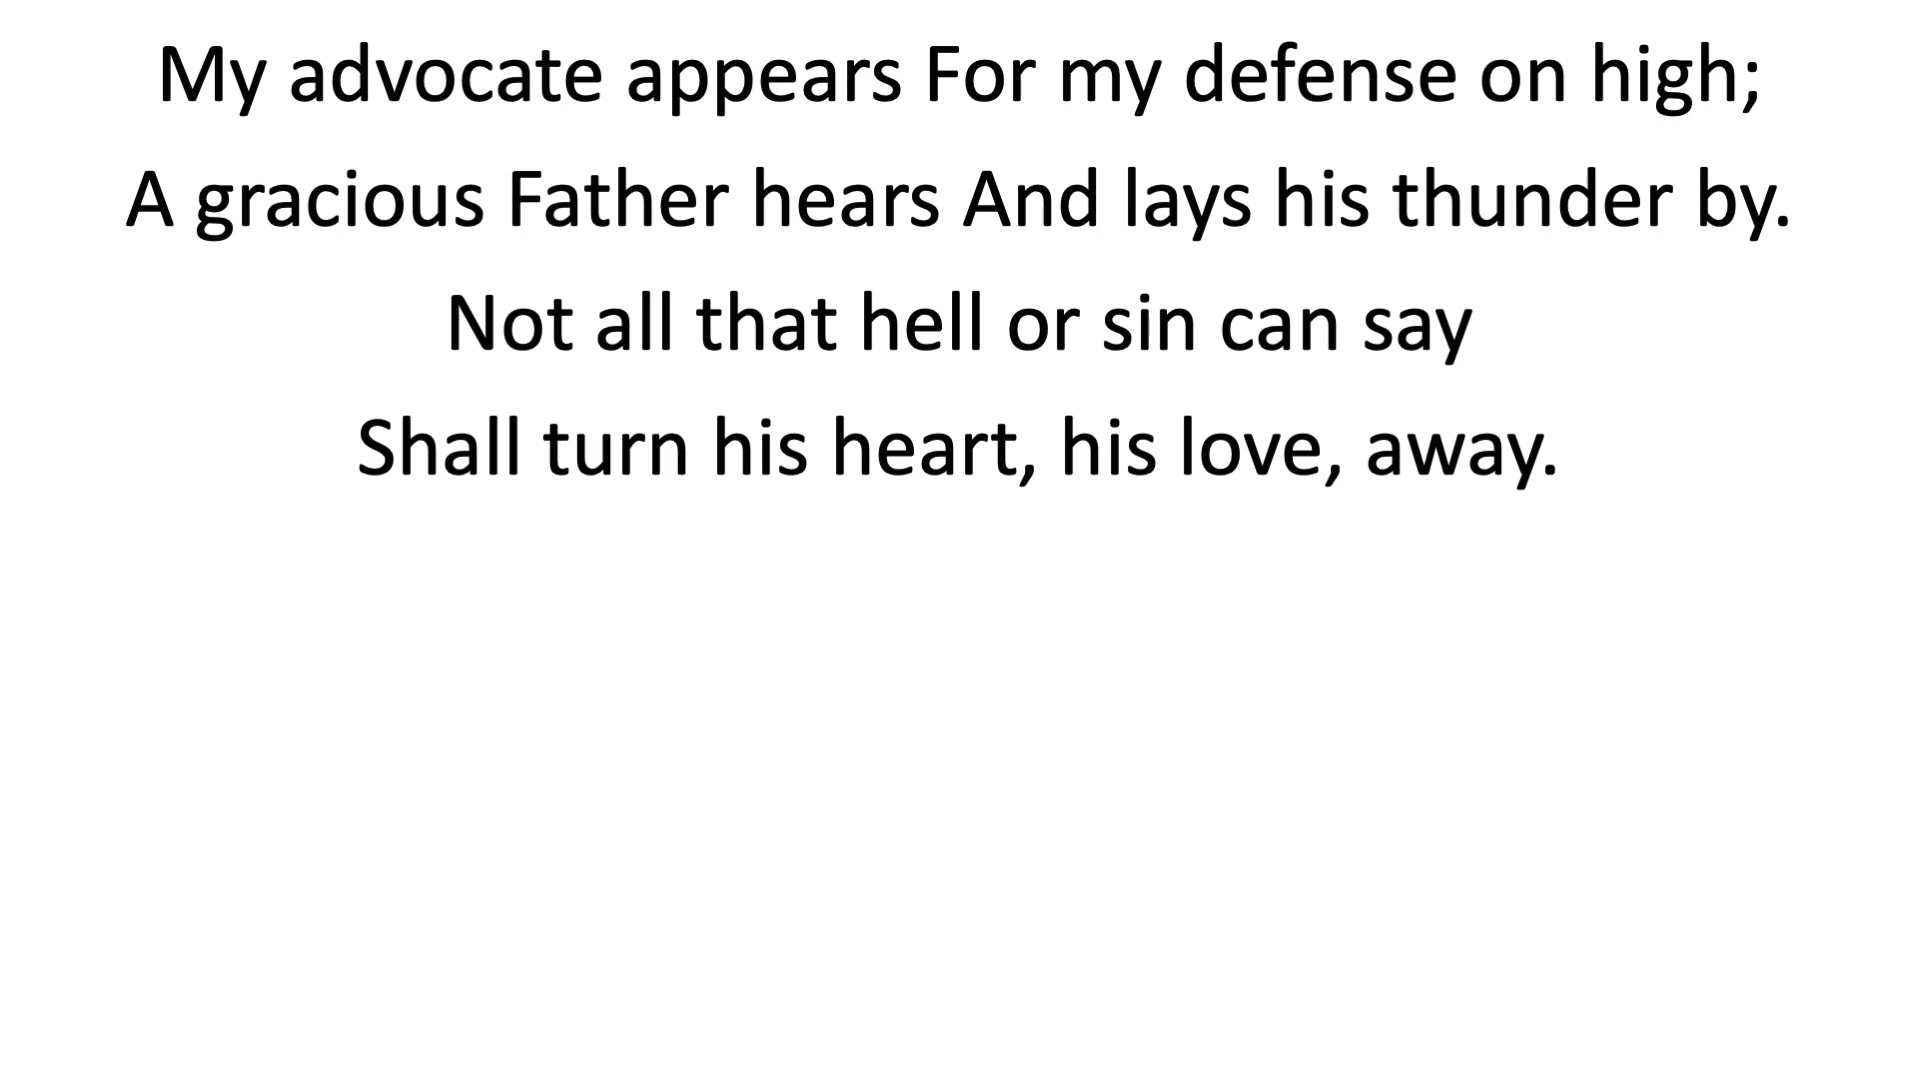 My advocate appears For my defense on high;
A gracious Father hears And lays his thunder by.
Not all that hell or sin can say
Shall turn his heart, his love, away.